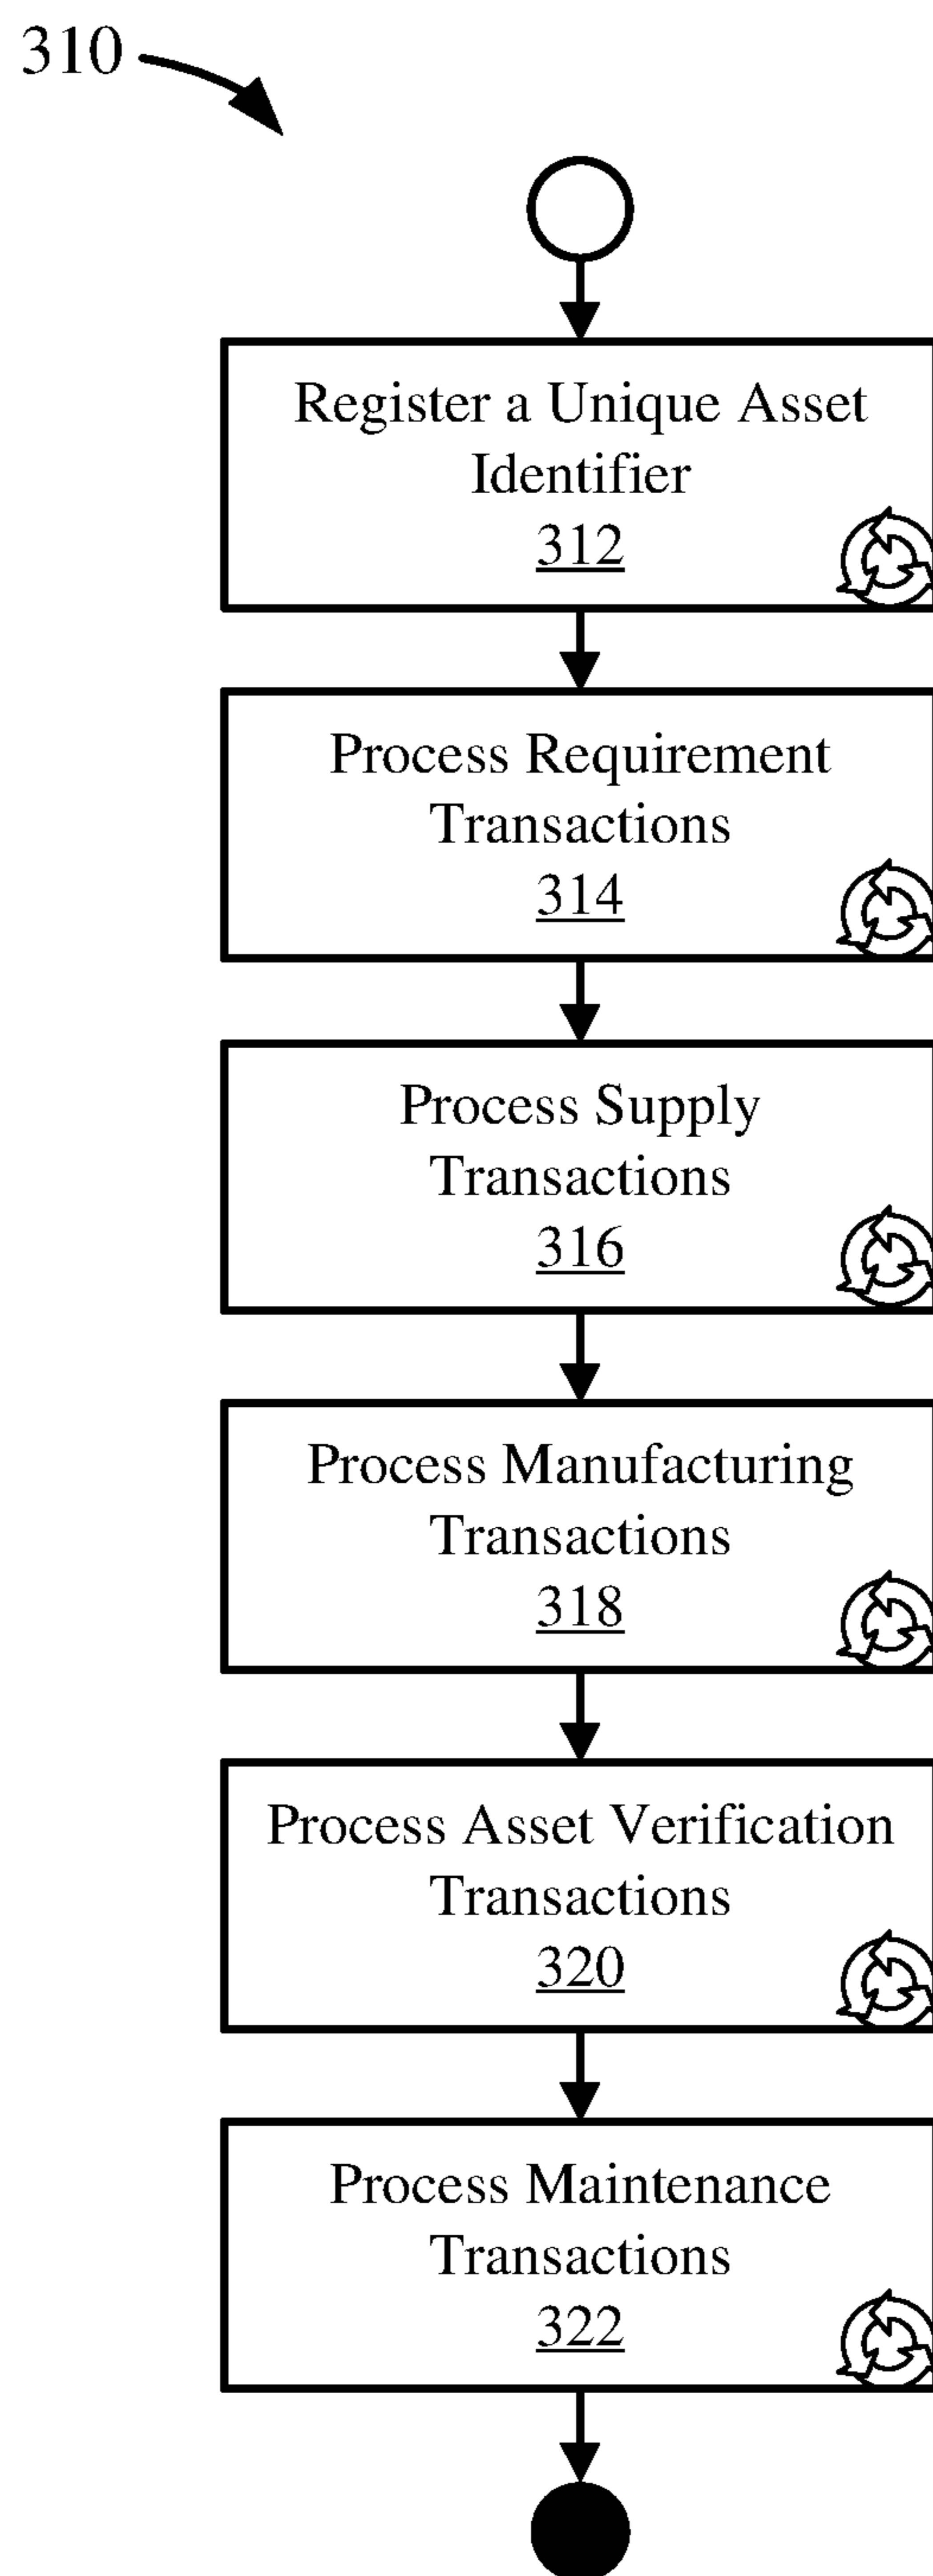 310
Register a Unique Asset
Identifier
312
Process Requirement
Transactions
314
Process Supply
Transactions
316
Process Manufacturing
Transactions
318
Process Asset Verification
Transactions
320
Process Maintenance
Transactions
322